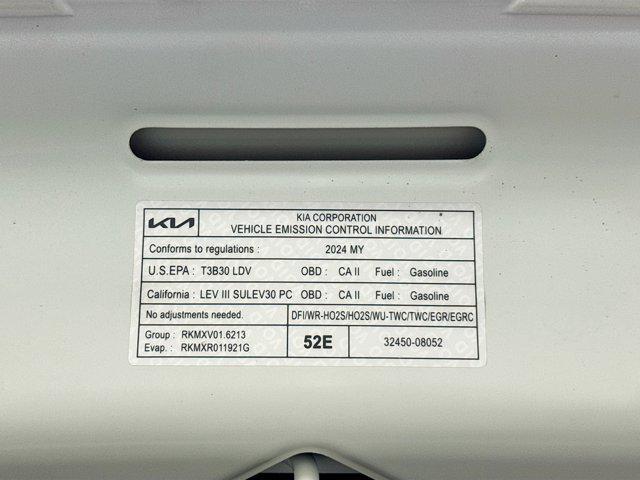 KIA
KIA CORPORATION
VEHICLE EMISSION CONTROL INFORMATION
Conforms to regulations : 2024 MY
U.S.EPA : T3B30 LDV OBD : CA II Fuel : Gasoline
California : LEV III SULEV30 PC OBD : CA II Fuel : Gasoline
No adjustments needed. DFI/WR-HO2S/HO2S/WU-TWC/TWC/EGR/EGRC
Group : RKMXV01.6213
Evap. : RKMXR011921G
52E
32450-08052